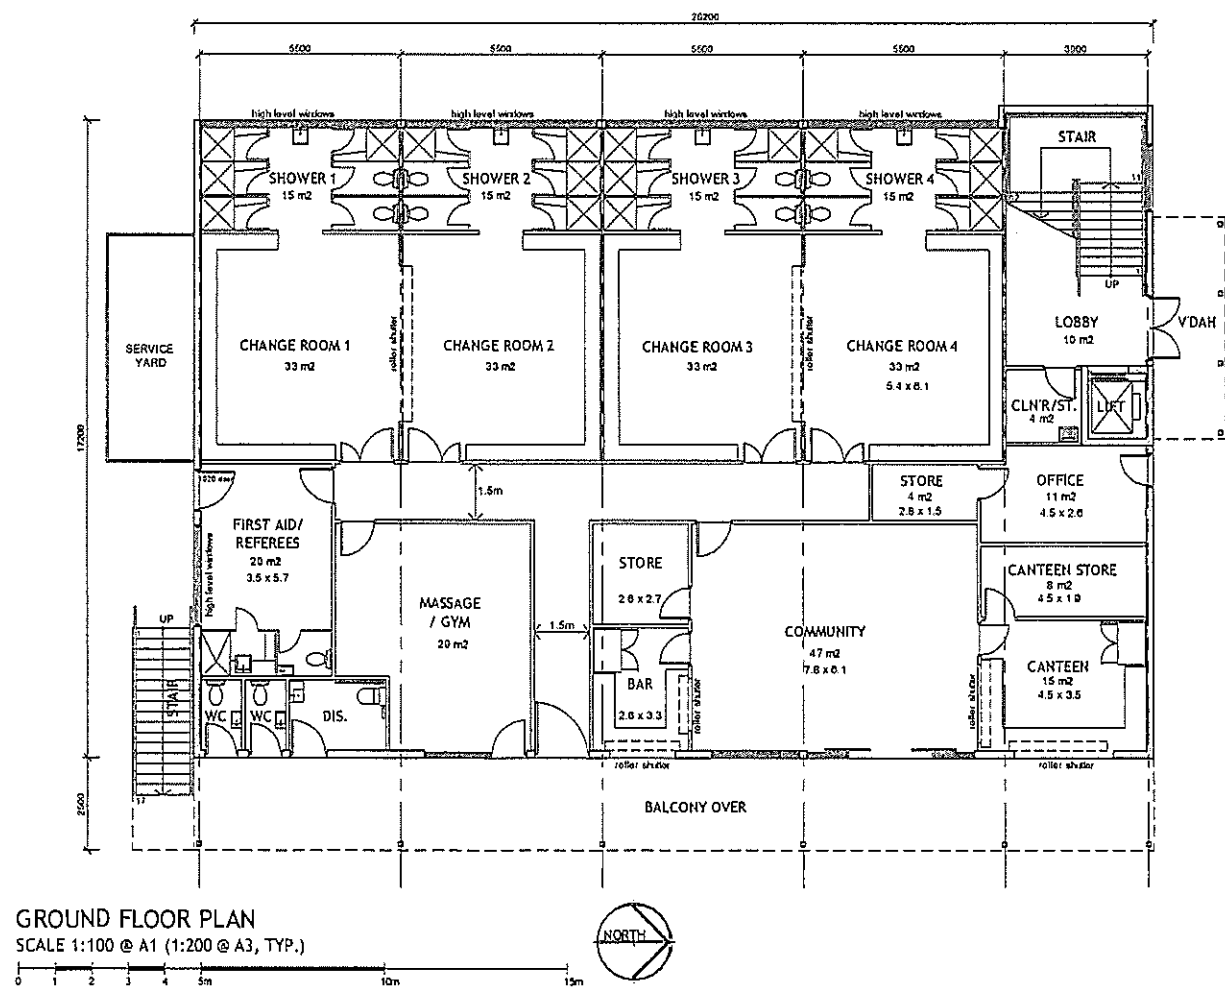 26200
5500 5500 5500 5500 3900
high level windows high level windows high level windows high level windows
STAIR
SHOWER 1
15 m2
SHOWER 2
15 m2
SHOWER 3
15 m2
SHOWER 4
15 m2
11
12
1
UP
SERVICE
YARD
CHANGE ROOM 1
33 m2
roller shutter
CHANGE ROOM 2
33 m2
CHANGE ROOM 3
33 m2
roller shutter
CHANGE ROOM 4
33 m2
5.4 x 6.1
LOBBY
10 m2
V'DAH
CLN'R/ST.
4 m2
LIFT
17200
1020 door
1.5m
STORE
4 m2
2.8 x 1.5
OFFICE
11 m2
4.5 x 2.6
FIRST AID/
REFEREES
20 m2
3.5 x 5.7
high level windows
STORE
2.6 x 2.7
CANTEEN STORE
8 m2
4.5 x 1.9
MASSAGE
/ GYM
20 m2
1.5m
COMMUNITY
47 m2
7.8 x 6.1
UP
STAIR
17
BAR
2.6 x 3.3
roller shutter
CANTEEN
15 m2
4.5 x 3.5
roller shutter
WC WC DIS.
roller shutter roller shutter
2500
BALCONY OVER
GROUND FLOOR PLAN
SCALE 1:100 @ A1 (1:200 @ A3, TYP.)
NORTH
0 1 2 3 4 5m 10m 15m